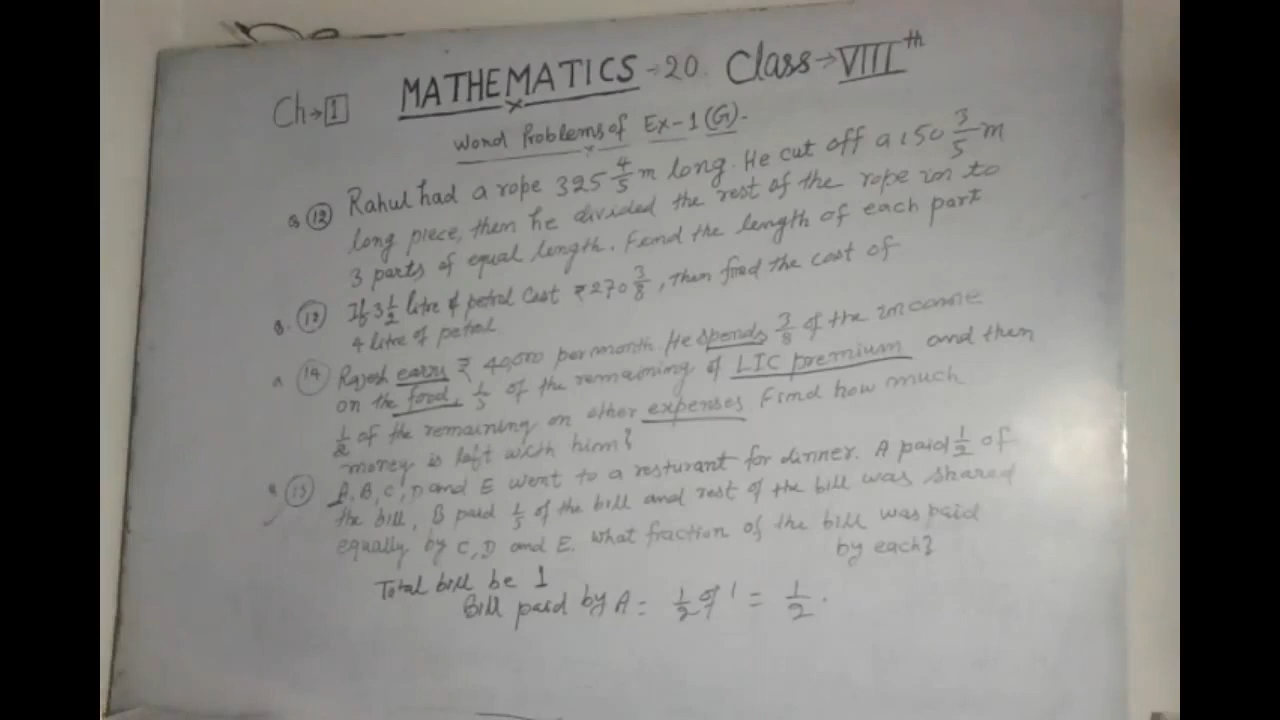 Ch→ 1 MATHEMATICS → 20. Class → VIIIth
Word Problems of Ex-1(G).
Q (12) Rahul had a rope 325 4/5 m long. He cut off a 150 3/5 m
long piece, then he divided the rest of the rope in to
3 parts of equal length. Find the length of each part
Q. (13) If 3 1/2 litre of petrol cost ₹270 3/8, then find the cost of
4 litre of petrol
Q (14 Rajesh earn ₹ 40,000 per month. He spends 3/8 of the income
on the food, 1/5 of the remaining of LIC premium and then
1/2 of the remaining on other expenses Find how much
money is left with him?
Q (15) A, B, C, D and E went to a resturant for dinner. A paid 1/2 of
the bill, B paid 1/5 of the bill and rest of the bill was shared
equally by C, D and E. What fraction of the bill was paid
by each?
Total bill be 1
Bill paid by A = 1/2 of 1 = 1/2.